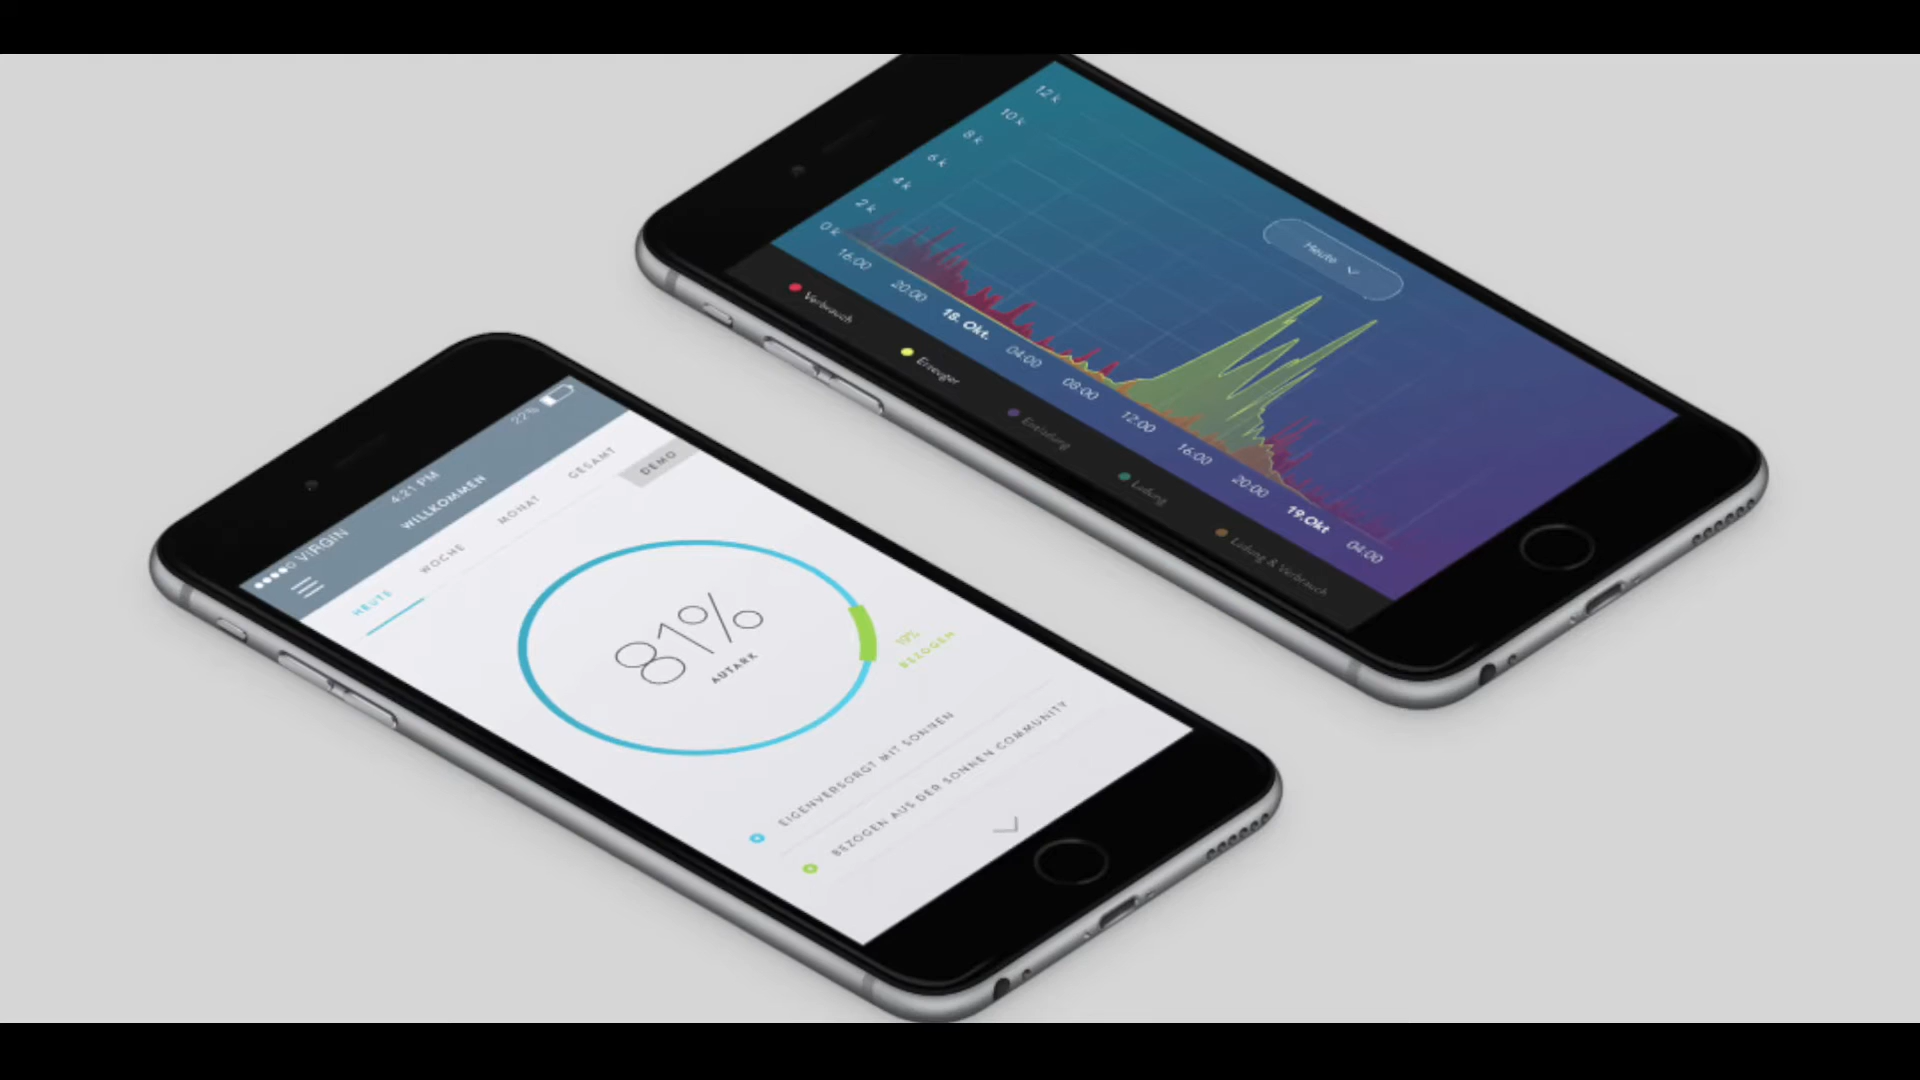 12 k
10 k
8 k
6 k
4 k
2 k
0 k
16:00
20:00
18. Okt.
04:00
08:00
12:00
16:00
20:00
19.Okt
04:00
Heute
Verbrauch
Erzeuger
Entladung
Ladung
Ladung & Verbrauch
VIRGIN
4:21 PM
22%
WILLKOMMEN
HEUTE
WOCHE
MONAT
GESAMT
DEMO
81%
AUTARK
19%
BEZOGEN
EIGENVERSORGT MIT SONNEN
BEZOGEN AUS DER SONNEN COMMUNITY